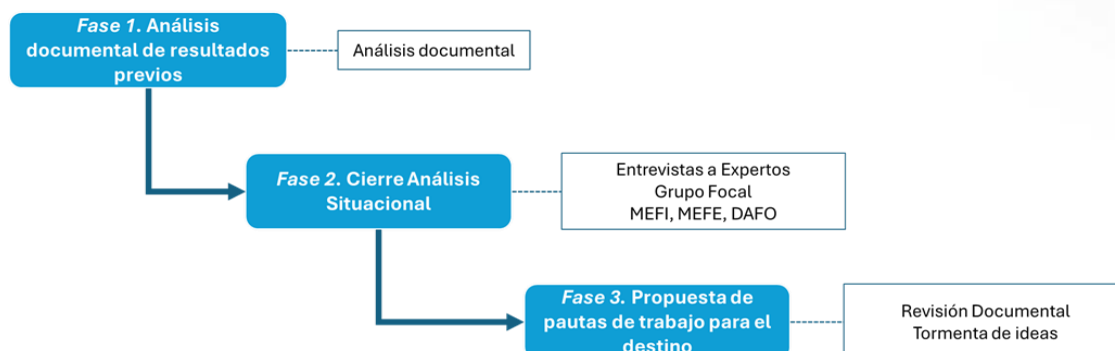 Fase 1. Análisis
documental de resultados
previos
Análisis documental
Fase 2. Cierre Análisis
Situacional
Entrevistas a Expertos
Grupo Focal
MEFI, MEFE, DAFO
Fase 3. Propuesta de
pautas de trabajo para el
destino
Revisión Documental
Tormenta de ideas